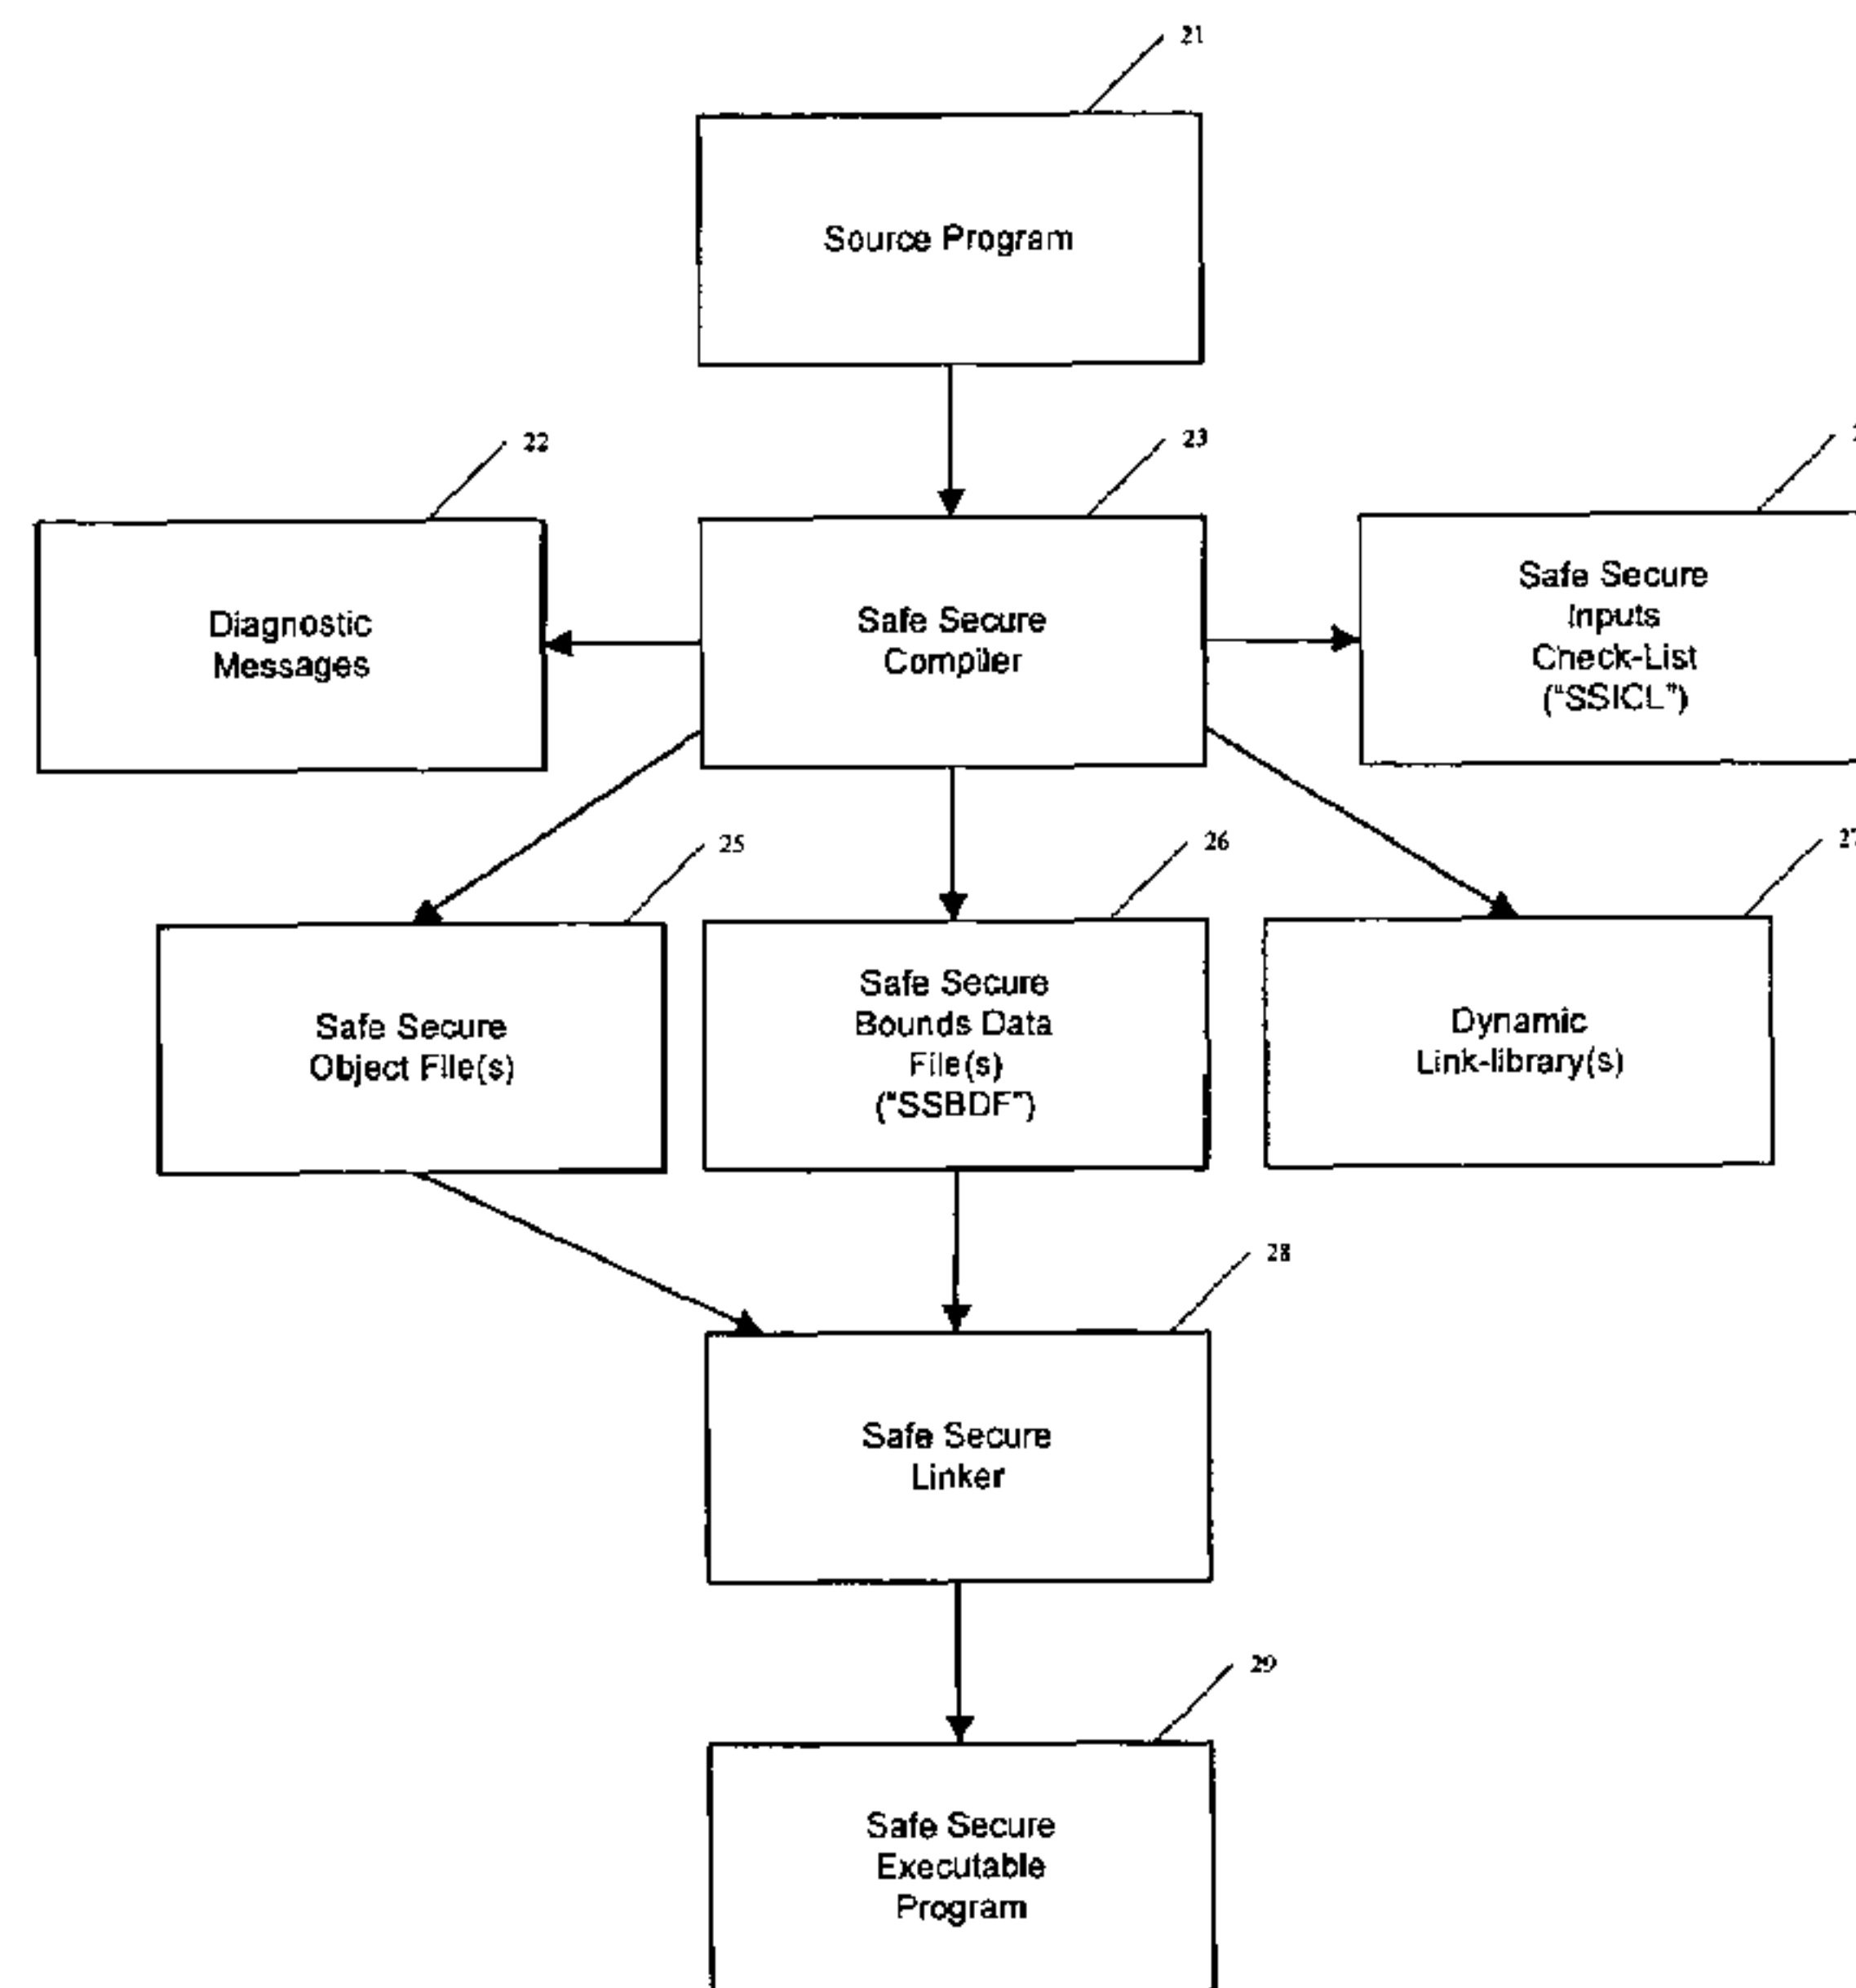 21
Source Program
22
23
Diagnostic
Messages
Safe Secure
Compiler
Safe Secure
Inputs
Check-List
("SSICL")
25
26
27
Safe Secure
Object File(s)
Safe Secure
Bounds Data
File(s)
("SSBDF")
Dynamic
Link-library(s)
28
Safe Secure
Linker
29
Safe Secure
Executable
Program